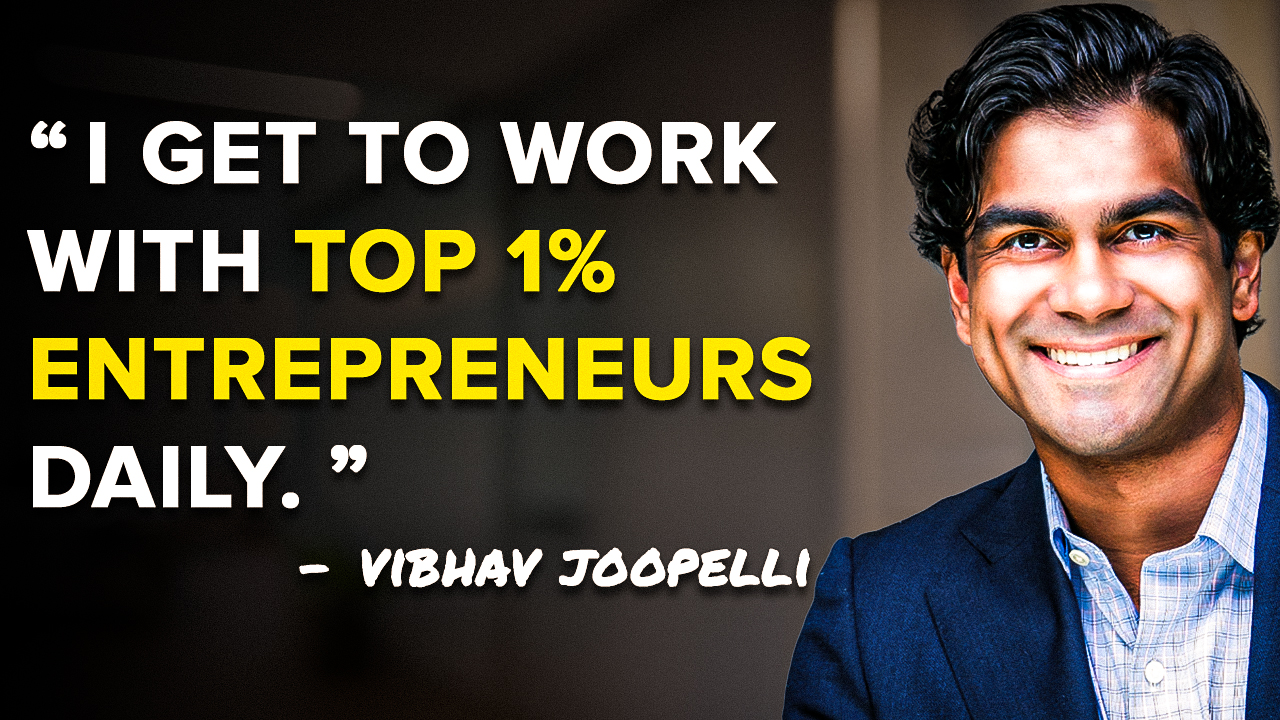 “ I GET TO WORK
WITH TOP 1%
ENTREPRENEURS
DAILY. ”
- VIBHAV JOOPELLI